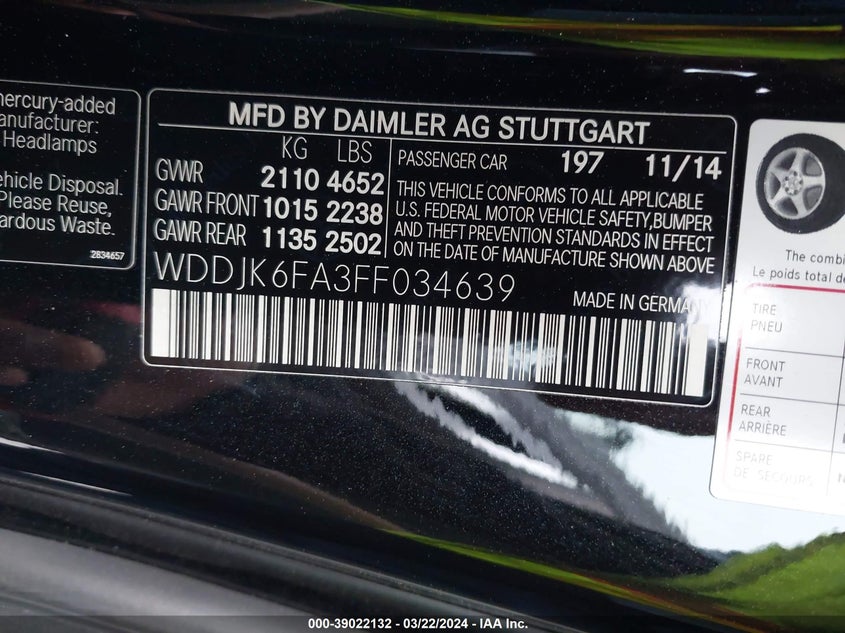 mercury-added
anufacturer:
Headlamps
hicle Disposal.
Please Reuse,
ardous Waste.
2834657
MFD BY DAIMLER AG STUTTGART
KG LBS
GVWR 2110 4652
GAWR FRONT 1015 2238
GAWR REAR 1135 2502
PASSENGER CAR 197 11/14
THIS VEHICLE CONFORMS TO ALL APPLICABLE
U.S. FEDERAL MOTOR VEHICLE SAFETY,BUMPER
AND THEFT PREVENTION STANDARDS IN EFFECT
ON THE DATE OF MANUFACTURE SHOWN ABOVE
WDDJK6FA3FF034639
MADE IN GERMANY
The combi
Le poids total de
TIRE
PNEU
FRONT
AVANT
REAR
ARRIÈRE
SPARE
DE SECOURS
000-39022132 - 03/22/2024 - IAA Inc.